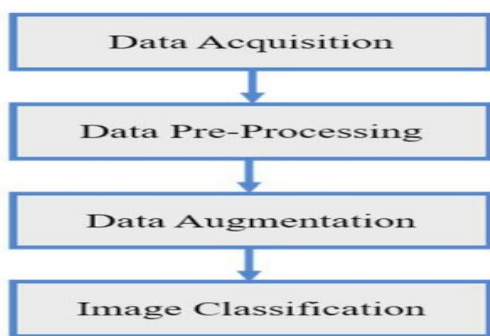 Data Acquisition
Data Pre-Processing
Data Augmentation
Image Classification